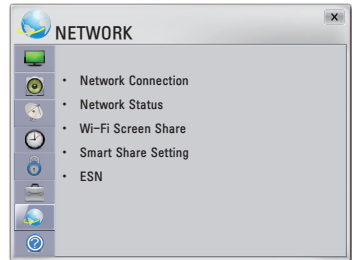 NETWORK
x
• Network Connection
• Network Status
• Wi-Fi Screen Share
• Smart Share Setting
• ESN
?